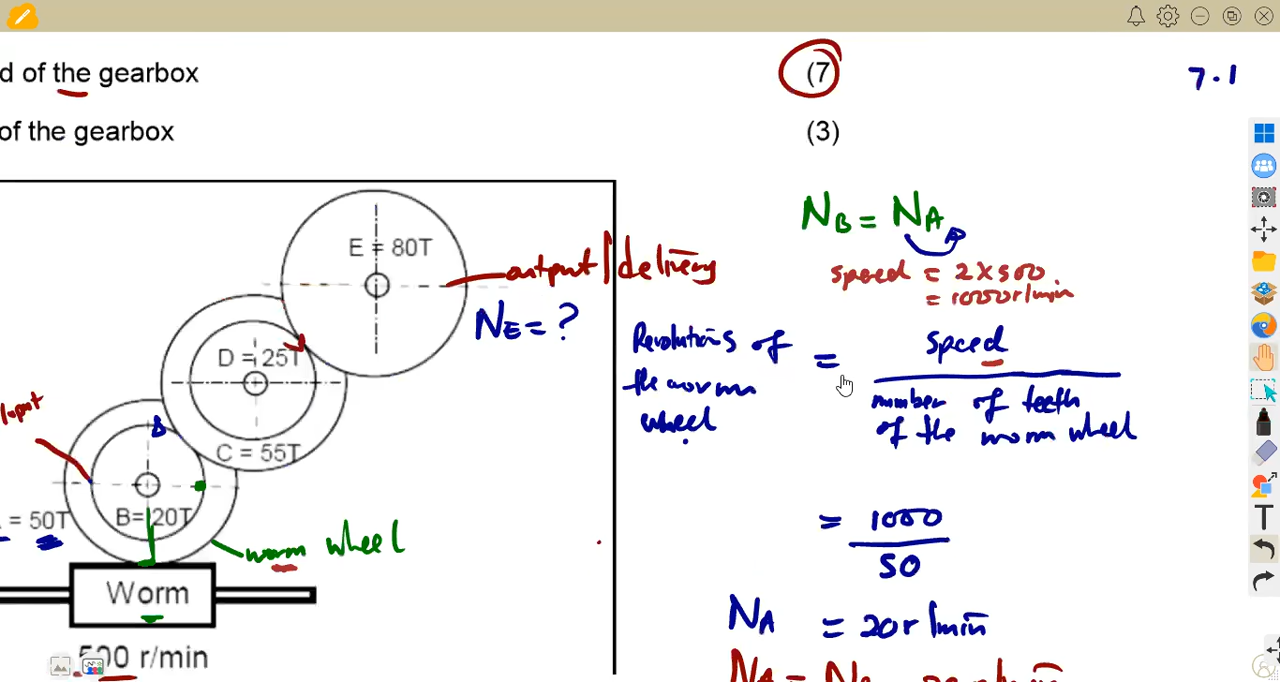 d of the gearbox
(7
7.1
of the gearbox
(3)
NB = NA
speed = 2 x 500
= 1000 r/min
E = 80T
output/delivery
NE = ?
Revolutions of the worm wheel = speed
number of teeth of the worm wheel
D = 25T
Input
B
C = 55T
= 50T
B= 20T
worm wheel
= 1000
50
Worm
NA = 20 r/min
500 r/min
T